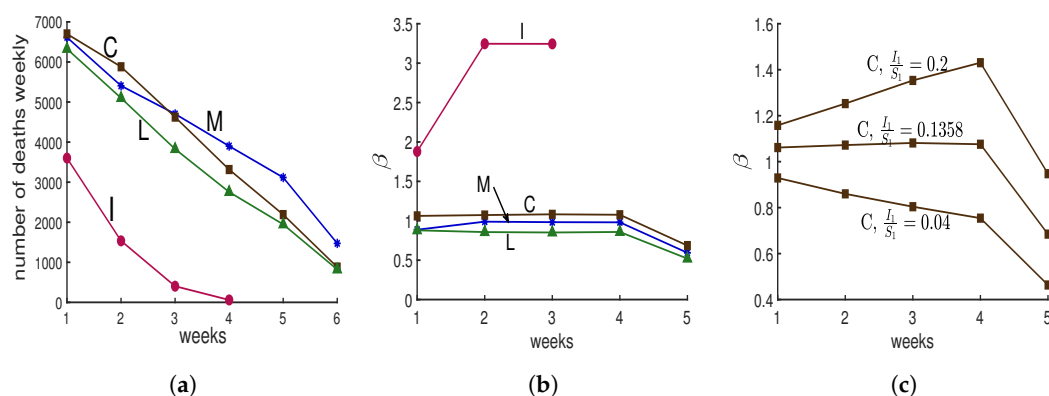 number of deaths weekly
7000
6000
5000
4000
3000
2000
1000
0
C
M
L
I
1 2 3 4 5 6
weeks
(a)
β
3.5
3
2.5
2
1.5
1
0.5
0
I
M
C
L
1 2 3 4 5
weeks
(b)
β
1.6
1.4
1.2
1
0.8
0.6
0.4
C, I₁/S₁ = 0.2
C, I₁/S₁ = 0.1358
C, I₁/S₁ = 0.04
1 2 3 4 5
weeks
(c)